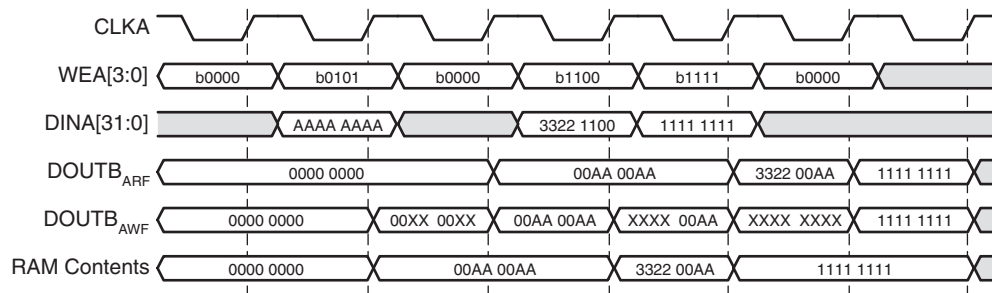 CLKA
WEA[3:0] b0000 b0101 b0000 b1100 b1111 b0000
DINA[31:0] AAAA AAAA 3322 1100 1111 1111
DOUTB_ARF 0000 0000 00AA 00AA 3322 00AA 1111 1111
DOUTB_AWF 0000 0000 00XX 00XX 00AA 00AA XXXX 00AA XXXX XXXX 1111 1111
RAM Contents 0000 0000 00AA 00AA 3322 00AA 1111 1111